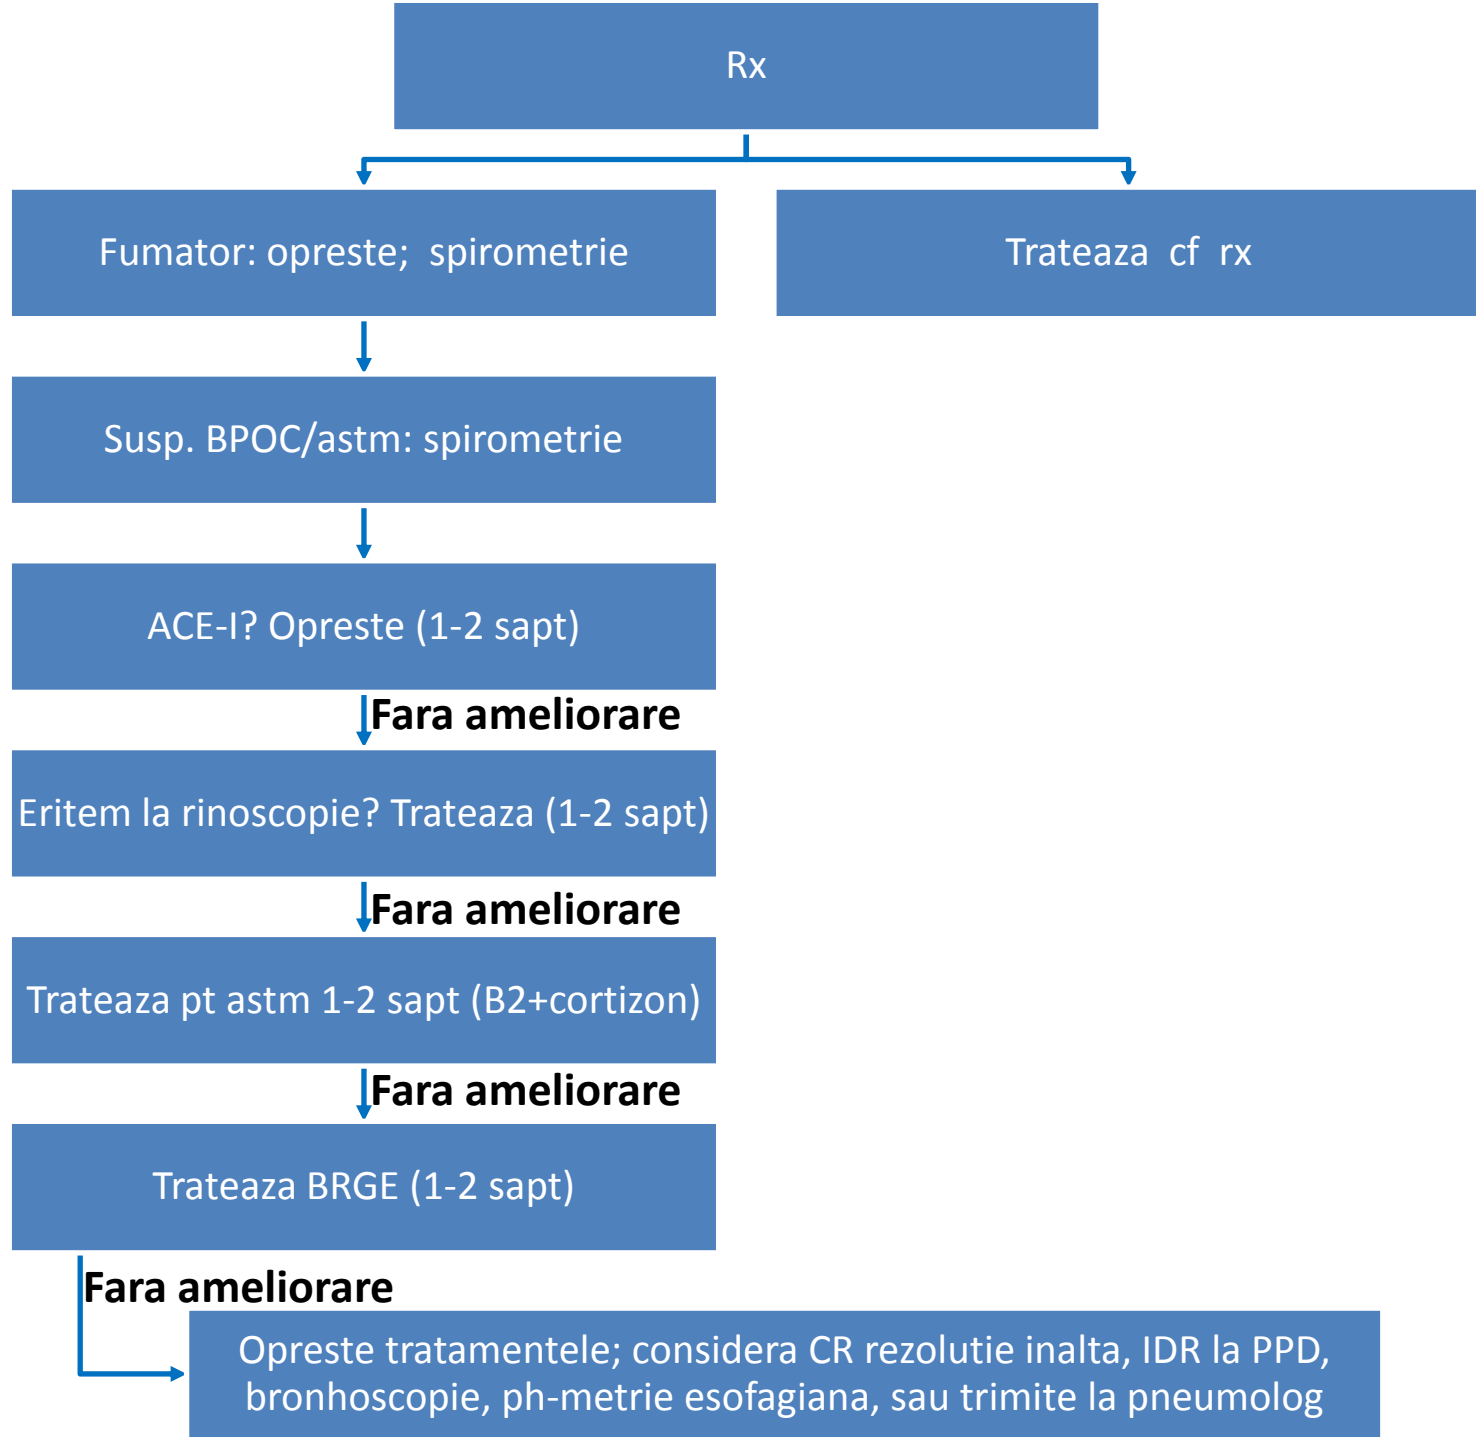 Rx
Fumator: opreste; spirometrie
Trateaza cf rx
Susp. BPOC/astm: spirometrie
ACE-I? Opreste (1-2 sapt)
Fara ameliorare
Eritem la rinoscopie? Trateaza (1-2 sapt)
Fara ameliorare
Trateaza pt astm 1-2 sapt (B2+cortizon)
Fara ameliorare
Trateaza BRGE (1-2 sapt)
Fara ameliorare
Opreste tratamentele; considera CR rezolutie inalta, IDR la PPD,
bronhoscopie, ph-metrie esofagiana, sau trimite la pneumolog